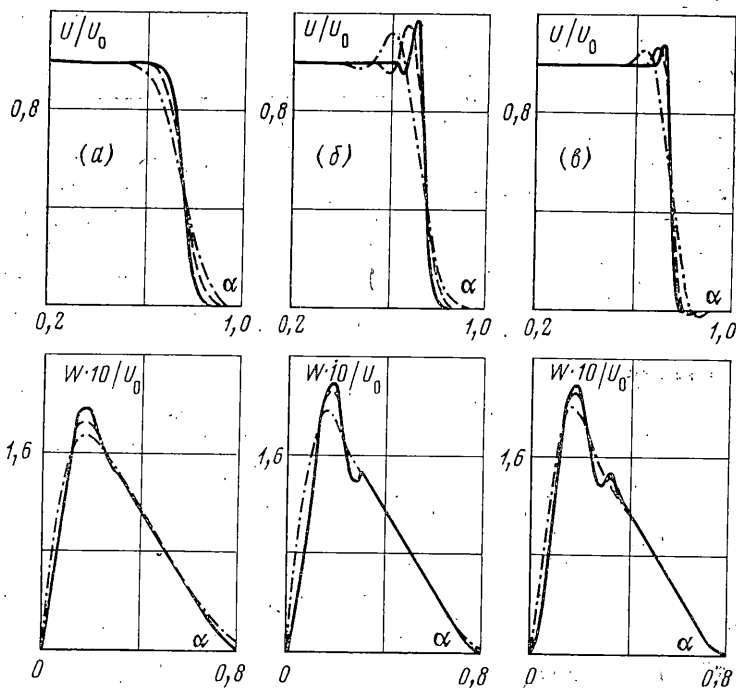 U/U₀ U/U₀ U/U₀
0,8 0,8 0,8
(а) (б) (в)
α α α
0,2 1,0 0,2 1,0 0,2 1,0
W·10/U₀ W·10/U₀ W·10/U₀
1,6 1,6 1,6
α α α
0 0,8 0 0,8 0 0,8